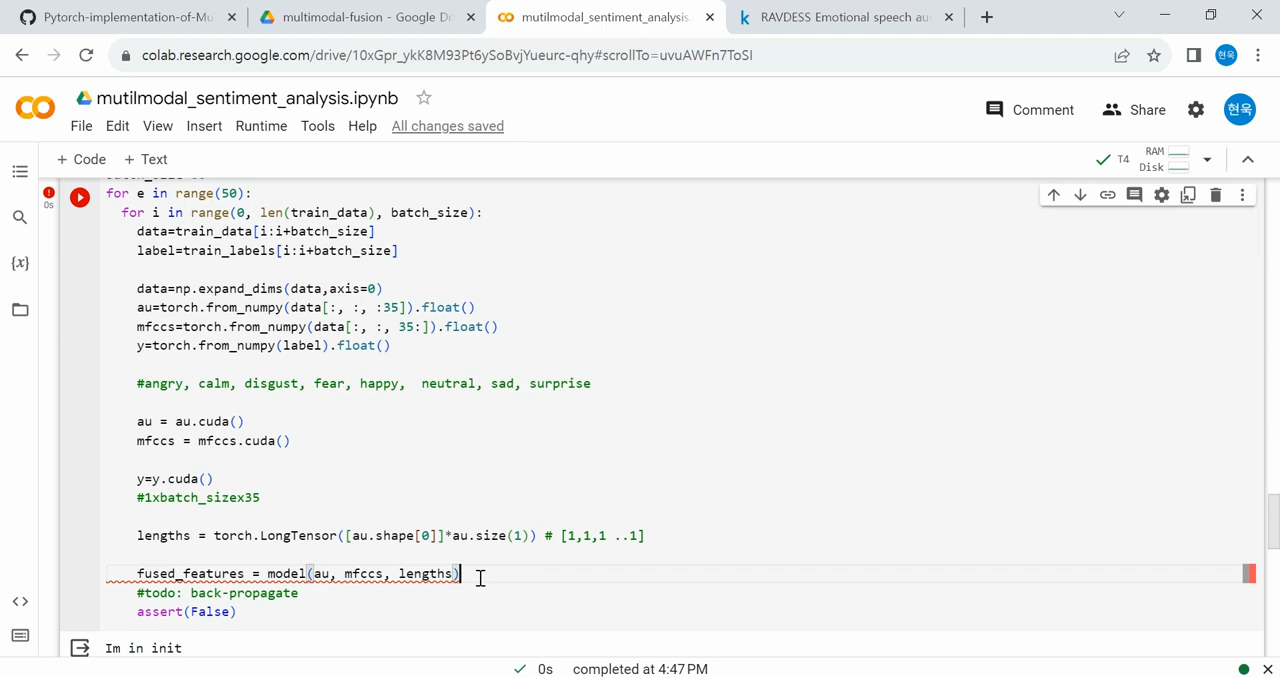 Pytorch-implementation-of-Mu
multimodal-fusion - Google Dr
mutilmodal_sentiment_analysis.
RAVDESS Emotional speech au
colab.research.google.com/drive/10xGpr_ykK8M93Pt6ySoBvjYueurc-qhy#scrollTo=uvuAWFn7ToSI
현욱
mutilmodal_sentiment_analysis.ipynb
Comment
Share
현욱
File Edit View Insert Runtime Tools Help All changes saved
+ Code + Text
T4
RAM
Disk
for e in range(50):
0s
for i in range(0, len(train_data), batch_size):
data=train_data[i:i+batch_size]
label=train_labels[i:i+batch_size]
data=np.expand_dims(data,axis=0)
au=torch.from_numpy(data[:, :, :35]).float()
mfccs=torch.from_numpy(data[:, :, 35:]).float()
y=torch.from_numpy(label).float()
#angry, calm, disgust, fear, happy,  neutral, sad, surprise
au = au.cuda()
mfccs = mfccs.cuda()
y=y.cuda()
#1xbatch_sizex35
lengths = torch.LongTensor([au.shape[0]]*au.size(1)) # [1,1,1 ..1]
fused_features = model(au, mfccs, lengths)
#todo: back-propagate
assert(False)
Im in init
0s completed at 4:47 PM